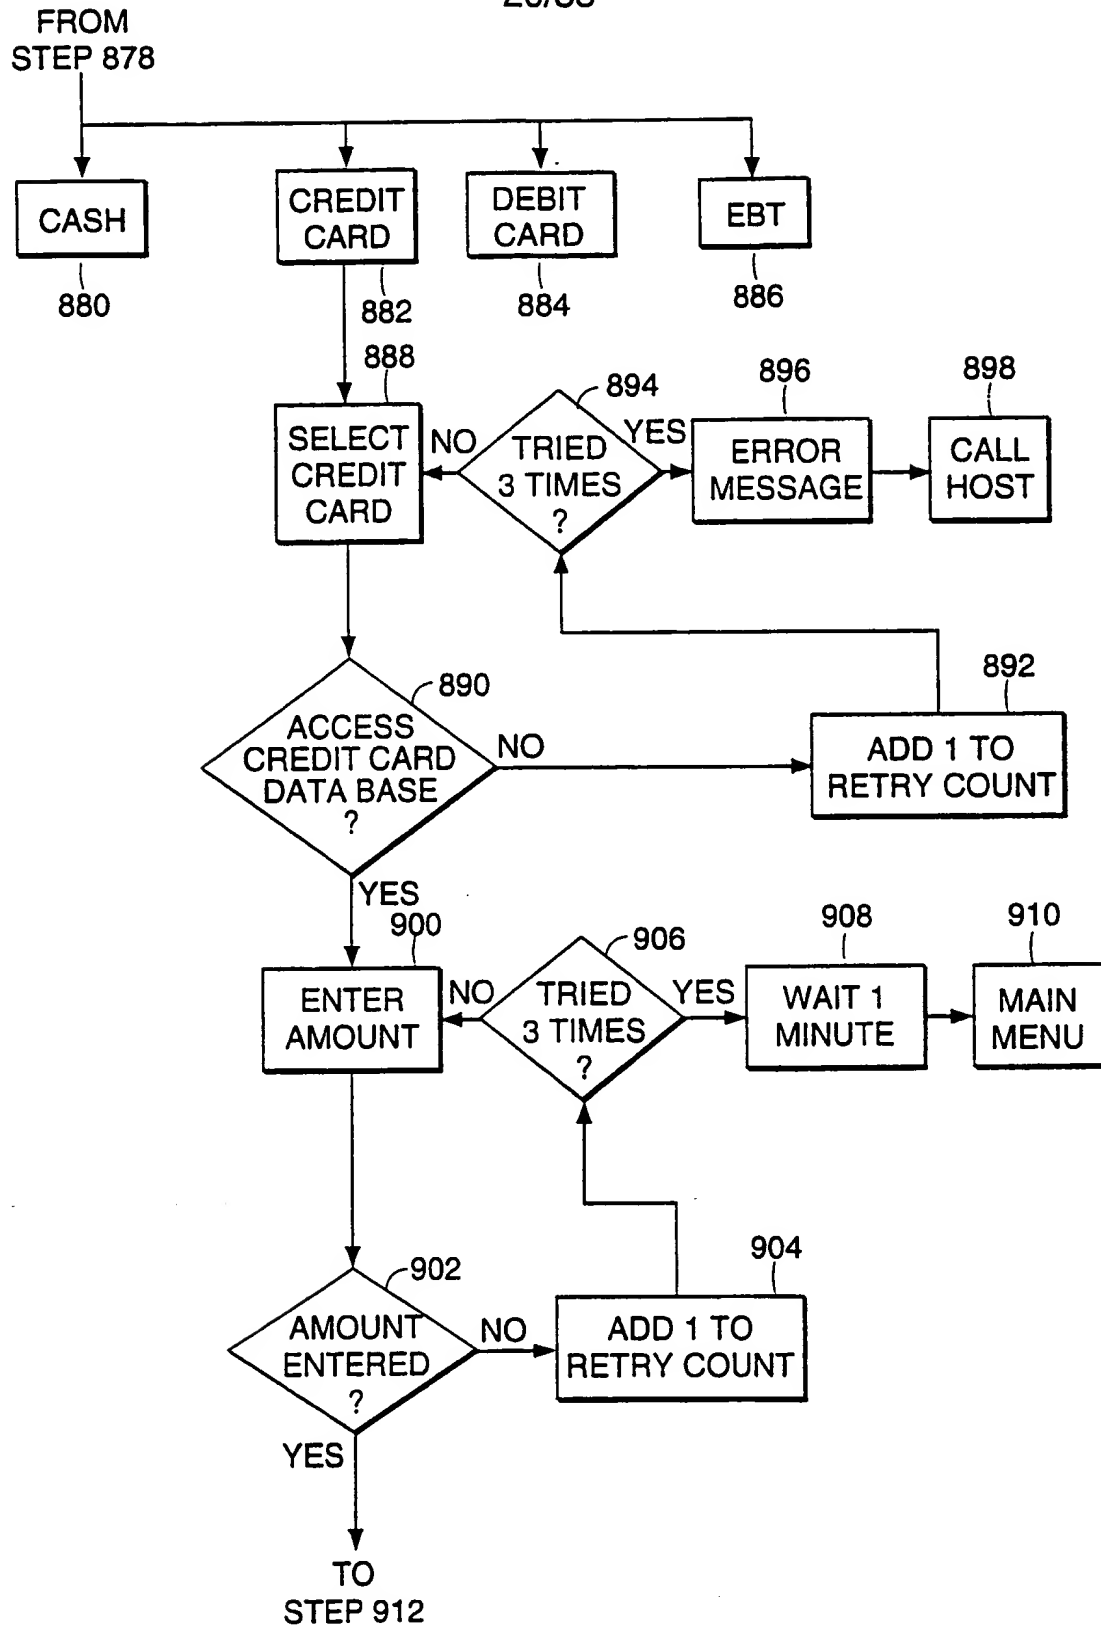 FROM
STEP 878
CASH
CREDIT
CARD
DEBIT
CARD
EBT
880
882
884
886
888
894
896
898
SELECT
CREDIT
CARD
NO
TRIED
3 TIMES
?
YES
ERROR
MESSAGE
CALL
HOST
890
892
ACCESS
CREDIT CARD
DATA BASE
?
NO
ADD 1 TO
RETRY COUNT
YES
900
906
908
910
ENTER
AMOUNT
NO
TRIED
3 TIMES
?
YES
WAIT 1
MINUTE
MAIN
MENU
902
904
AMOUNT
ENTERED
?
NO
ADD 1 TO
RETRY COUNT
YES
TO
STEP 912